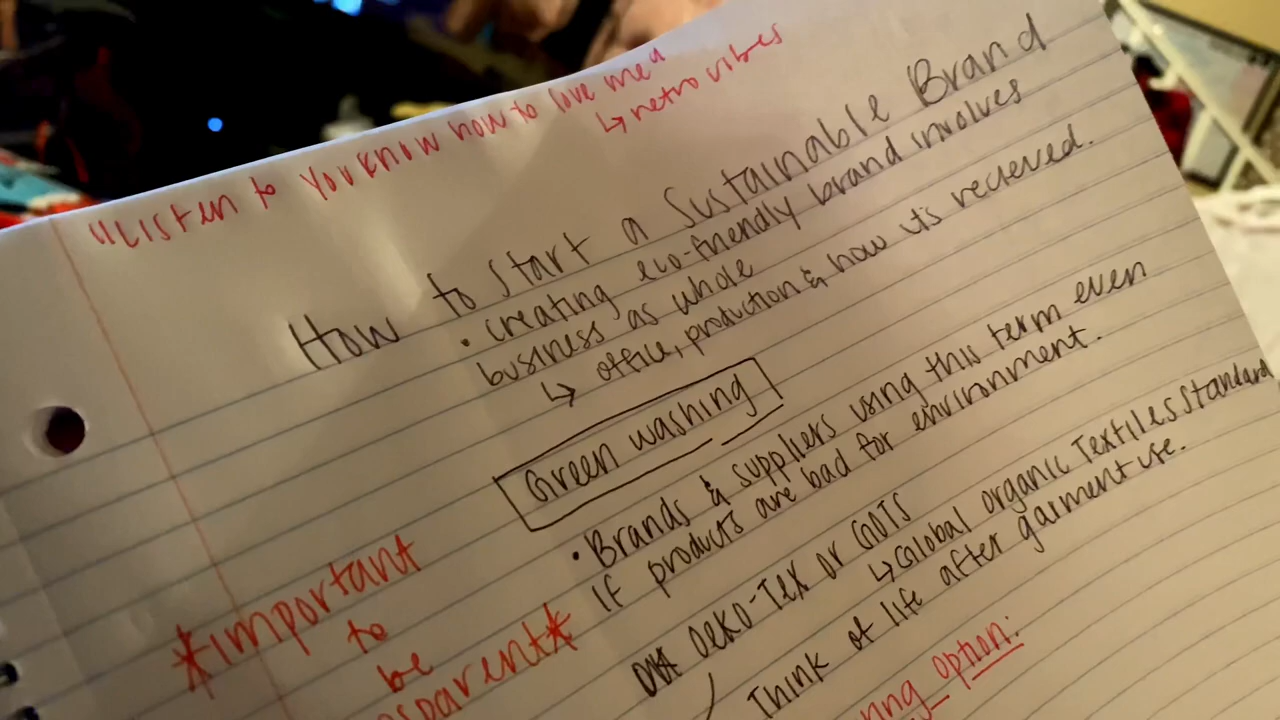 "Listen to You know how to love me"
↳ retro vibes
How to Start a Sustainable Brand
• creating eco-friendly brand involves
business as whole
↳ office, production & how it's recieved.
Green washing
• Brands & suppliers using this term even
if products are bad for environment.
*important
to
be
OEKO-TEX or GOTS
↳ Global organic Textiles Standard
Think of life after garment use.
option: